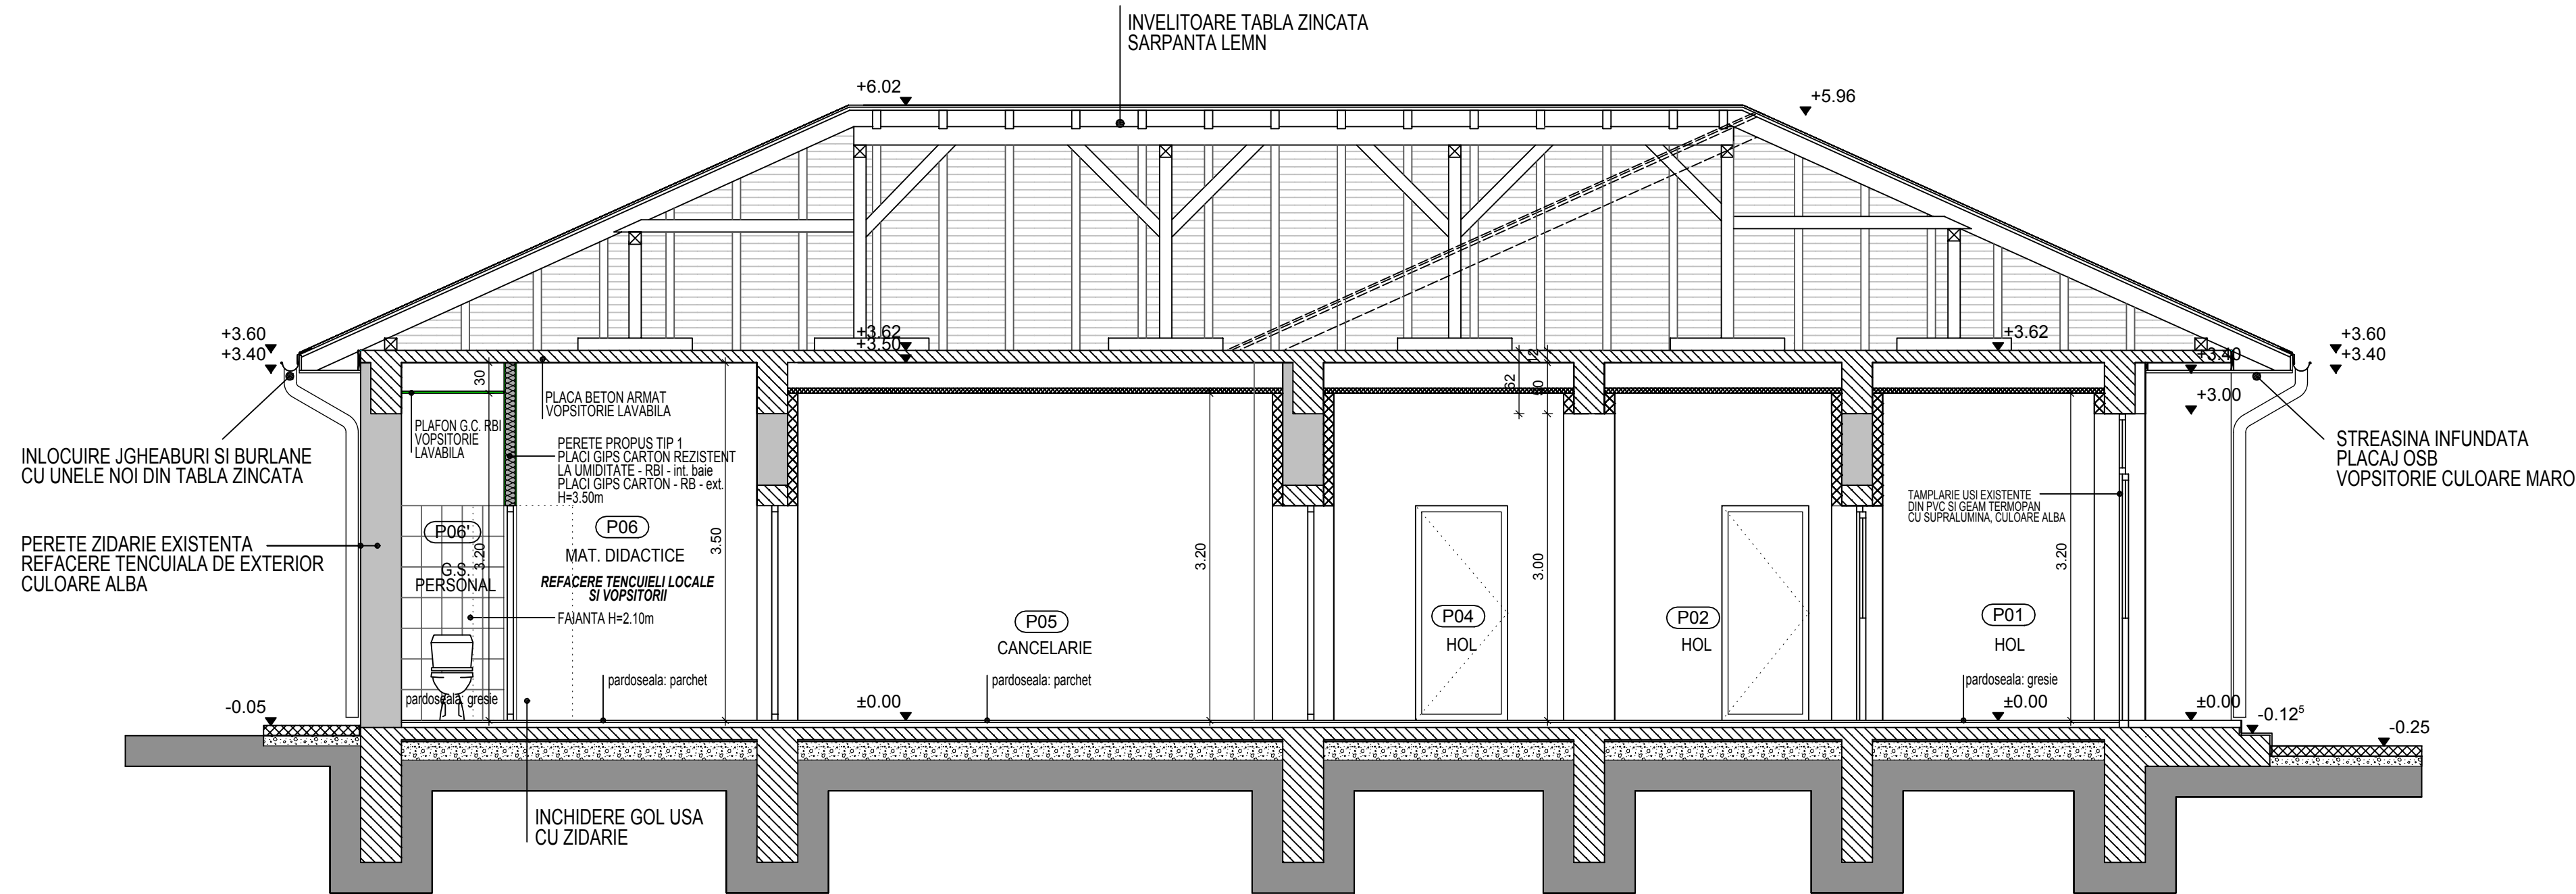 INVELITOARE TABLA ZINCATA
SARPANTA LEMN
+6.02
+5.96
+3.60
+3.40
+3.62
+3.50
+3.62
+3.40
+3.60
+3.40
+3.00
12
62
50
30
PLACA BETON ARMAT
VOPSITORIE LAVABILA
PLAFON G.C. RBI
VOPSITORIE
LAVABILA
PERETE PROPUS TIP 1
PLACI GIPS CARTON REZISTENT
LA UMIDITATE - RBI - int. baie
PLACI GIPS CARTON - RB - ext.
H=3.50m
INLOCUIRE JGHEABURI SI BURLANE
CU UNELE NOI DIN TABLA ZINCATA
STREASINA INFUNDATA
PLACAJ OSB
VOPSITORIE CULOARE MARO
TAMPLARIE USI EXISTENTE
DIN PVC SI GEAM TERMOPAN
CU SUPRALUMINA, CULOARE ALBA
PERETE ZIDARIE EXISTENTA
REFACERE TENCUIALA DE EXTERIOR
CULOARE ALBA
P06'
3.20
G.S.
PERSONAL
P06
MAT. DIDACTICE
REFACERE TENCUIELI LOCALE
SI VOPSITORII
FAIANTA H=2.10m
3.50
3.20
3.00
3.20
P05
CANCELARIE
P04
HOL
P02
HOL
P01
HOL
pardoseala: gresie
pardoseala: parchet
pardoseala: parchet
pardoseala: gresie
-0.05
±0.00
±0.00
±0.00
-0.12⁵
-0.25
INCHIDERE GOL USA
CU ZIDARIE